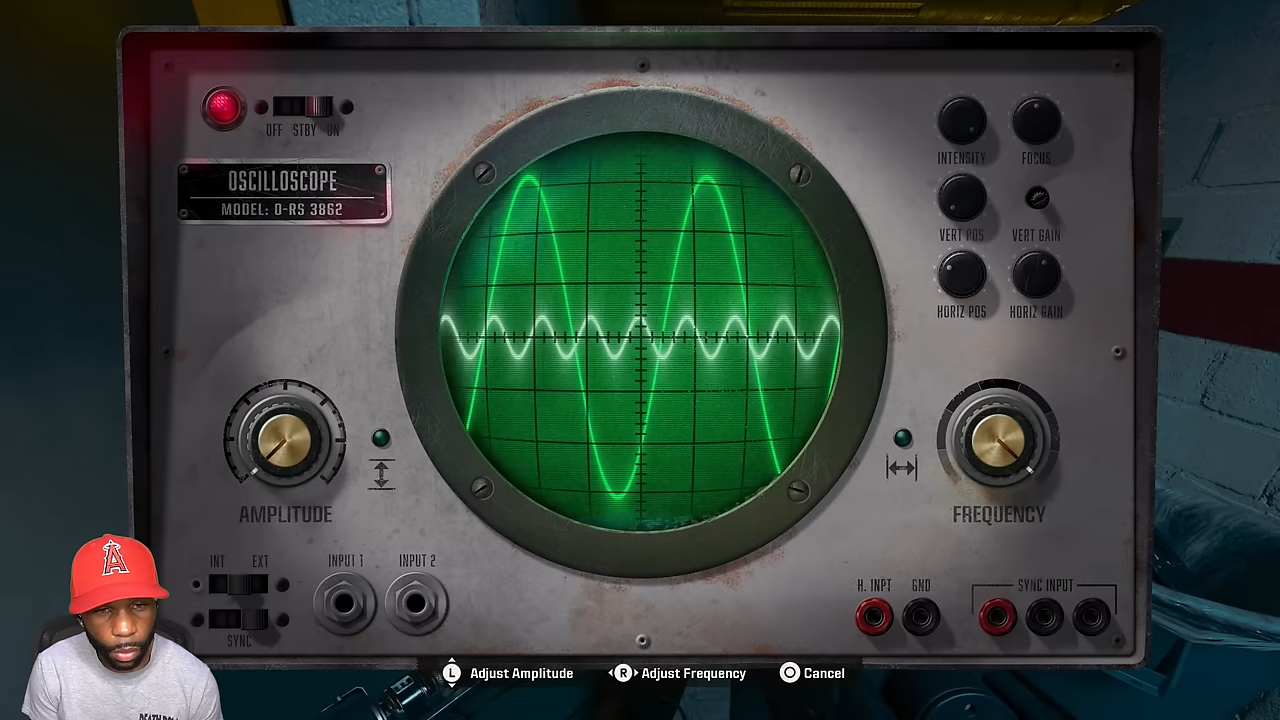 OFF STBY ON
OSCILLOSCOPE
MODEL: O-RS 3862
INTENSITY
FOCUS
VERT POS
VERT GAIN
HORIZ POS
HORIZ GAIN
AMPLITUDE
FREQUENCY
INT
EXT
SYNC
INPUT 1
INPUT 2
H. INPT
GND
SYNC INPUT
A
L Adjust Amplitude
R Adjust Frequency
Cancel